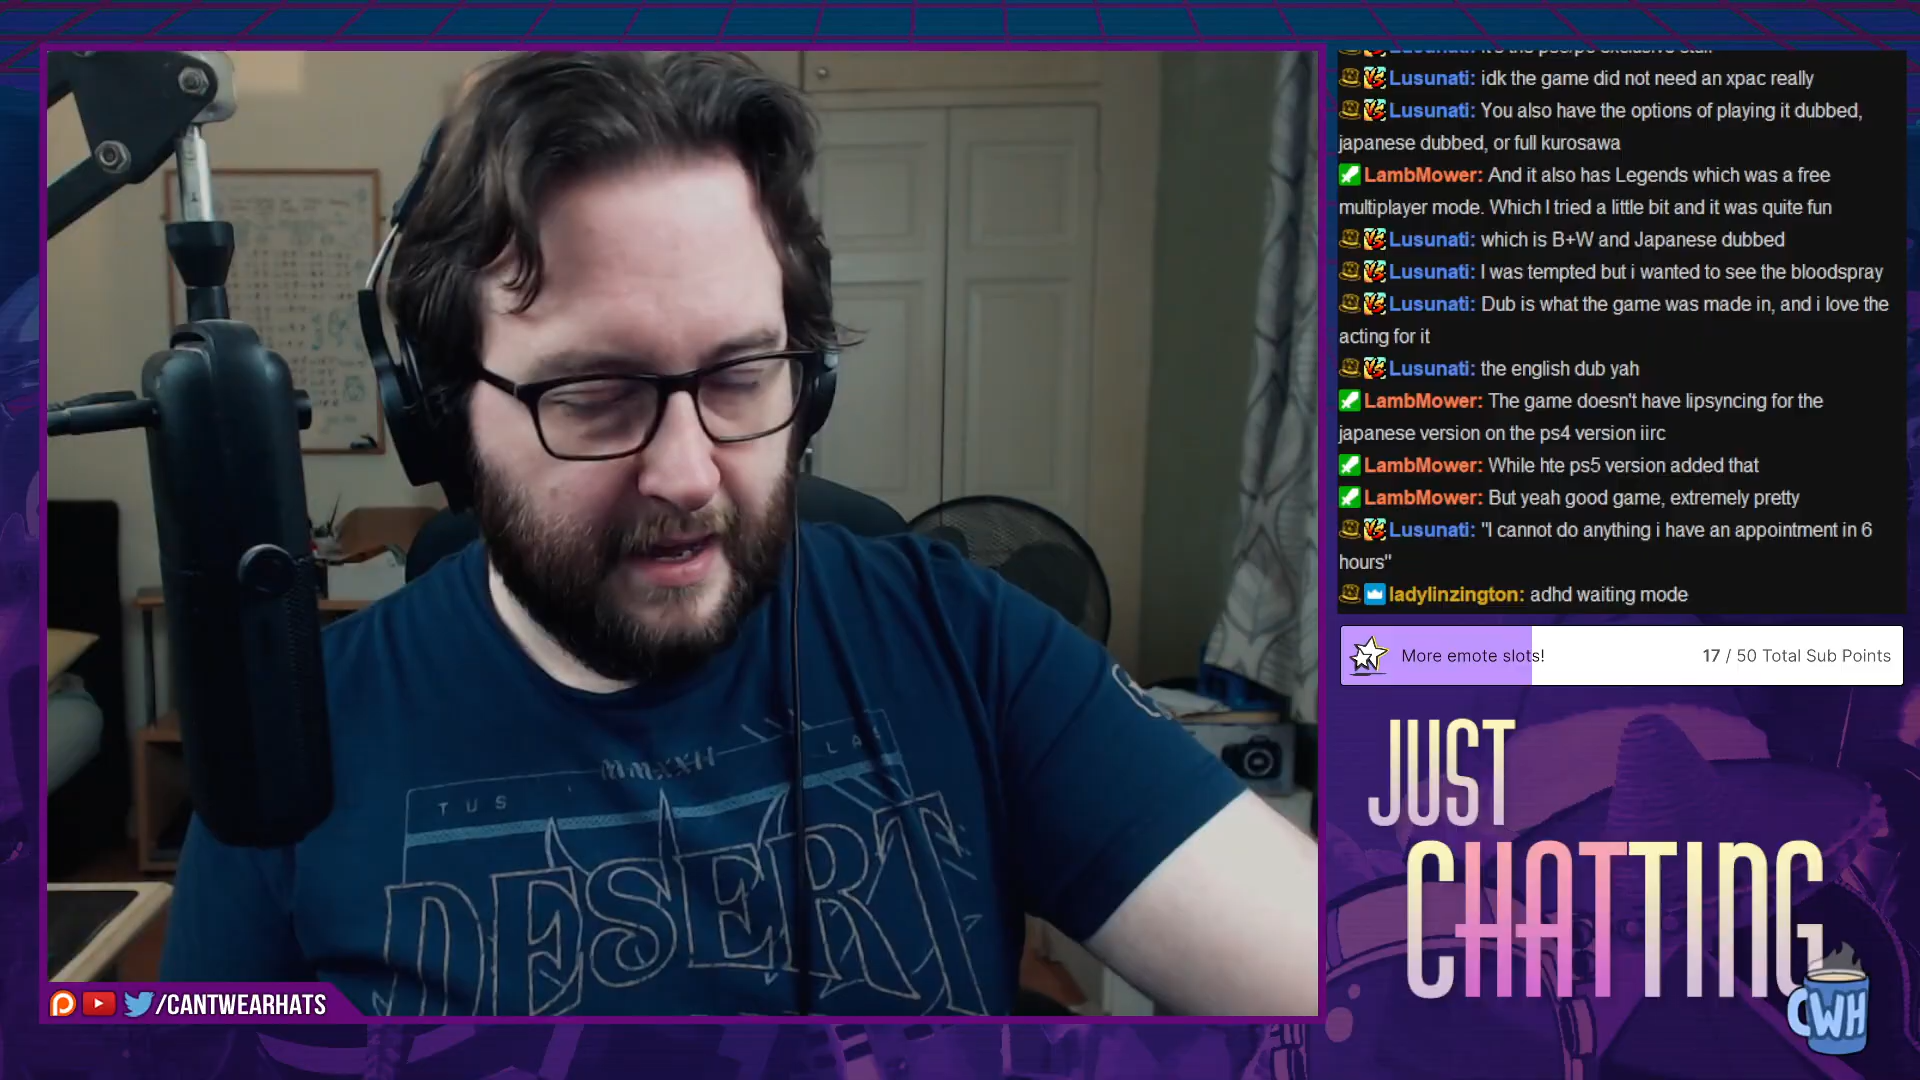 Lusunati: idk the game did not need an xpac really
Lusunati: You also have the options of playing it dubbed,
japanese dubbed, or full kurosawa
LambMower: And it also has Legends which was a free
multiplayer mode. Which I tried a little bit and it was quite fun
Lusunati: which is B+W and Japanese dubbed
Lusunati: I was tempted but i wanted to see the bloodspray
Lusunati: Dub is what the game was made in, and i love the
acting for it
Lusunati: the english dub yah
LambMower: The game doesn't have lipsyncing for the
japanese version on the ps4 version iirc
LambMower: While hte ps5 version added that
LambMower: But yeah good game, extremely pretty
Lusunati: "I cannot do anything i have an appointment in 6
hours"
ladylinzington: adhd waiting mode
More emote slots! 17 / 50 Total Sub Points
JUST
CHATTING
CWH
MMXXII
TUS
LAS
DESERT
/CANTWEARHATS